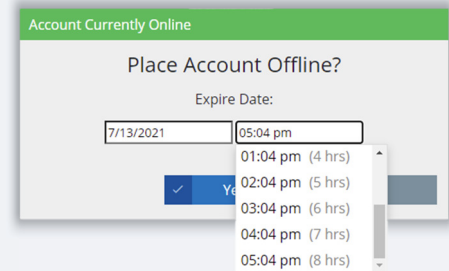 Account Currently Online
Place Account Offline?
Expire Date:
7/13/2021 05:04 pm
01:04 pm (4 hrs)
02:04 pm (5 hrs)
03:04 pm (6 hrs)
04:04 pm (7 hrs)
05:04 pm (8 hrs)